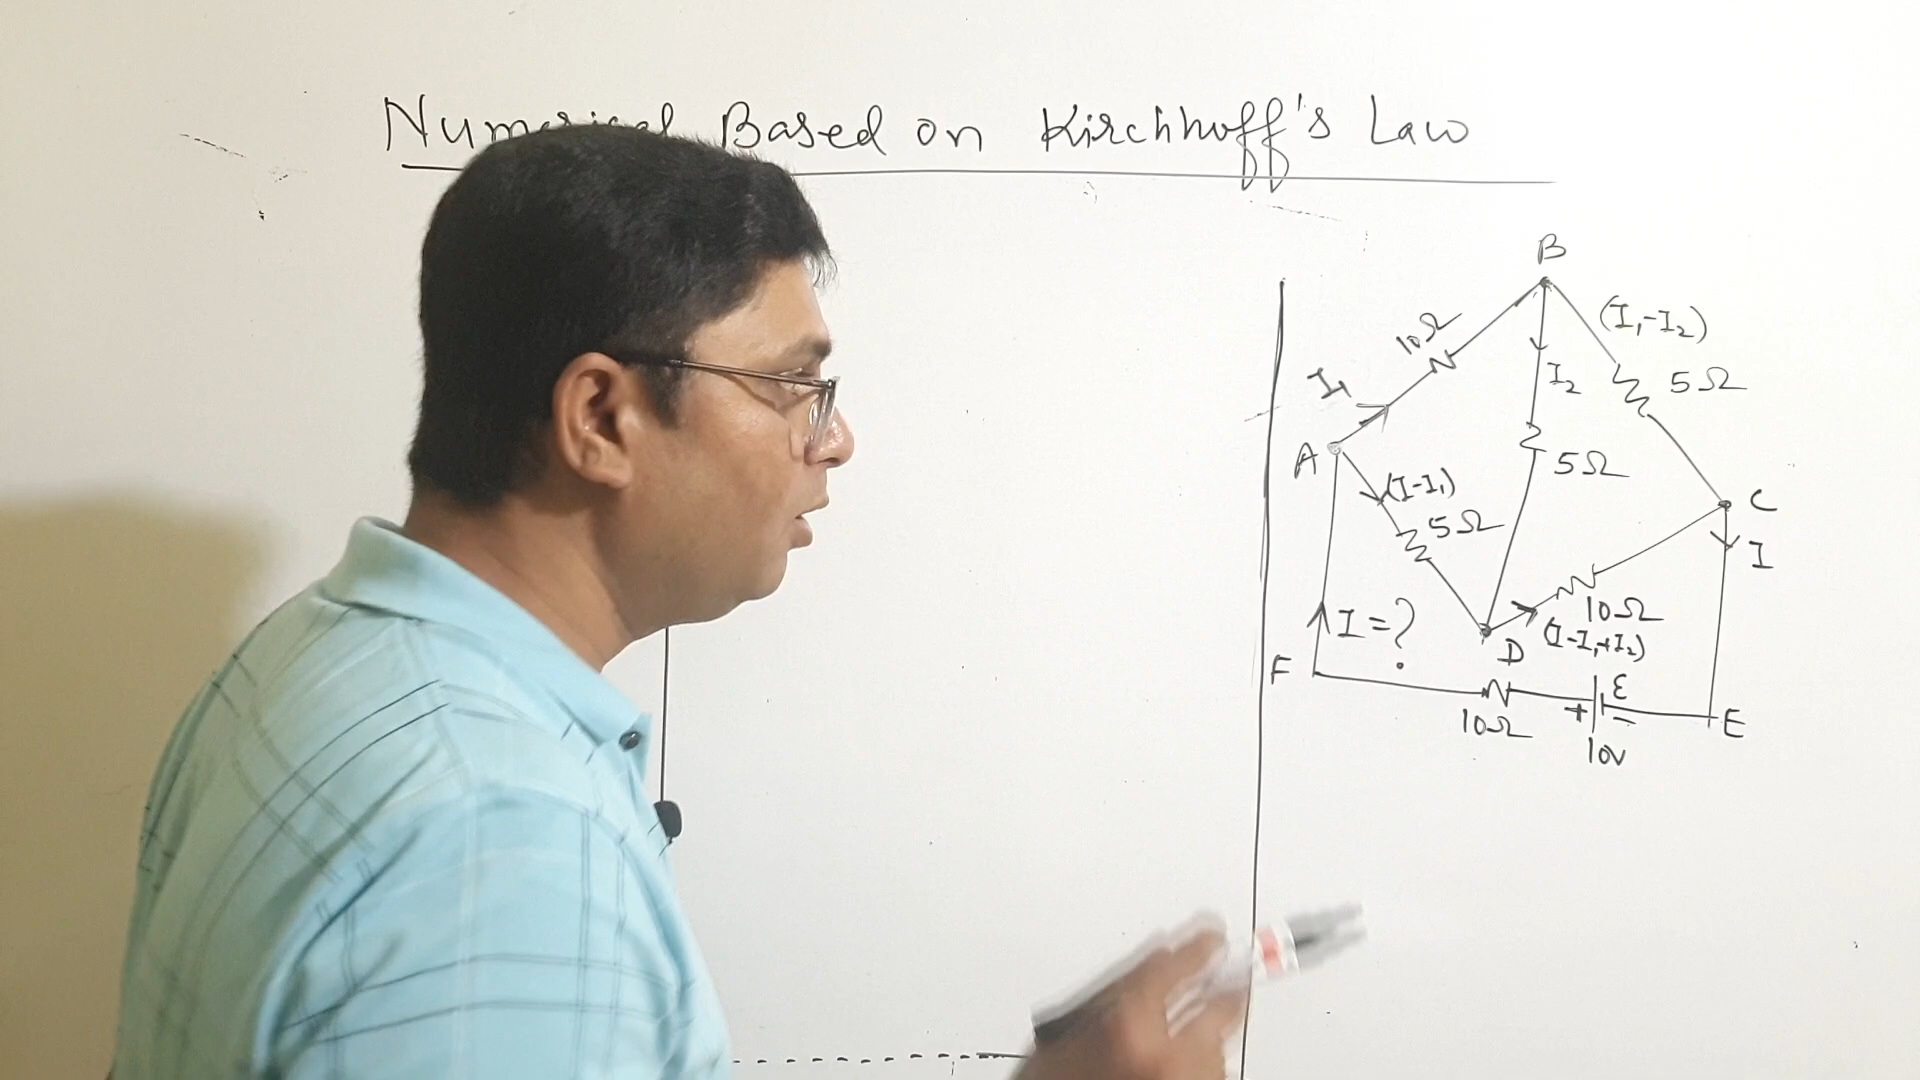 Numerical Based on Kirchhoff's Law
B
(I₁-I₂)
10Ω
I₁
I₂
5Ω
A
5Ω
(I-I₁)
5Ω
C
I
I=?
10Ω
(I-I₁+I₂)
D
F
ε
+
−
E
10Ω
10V